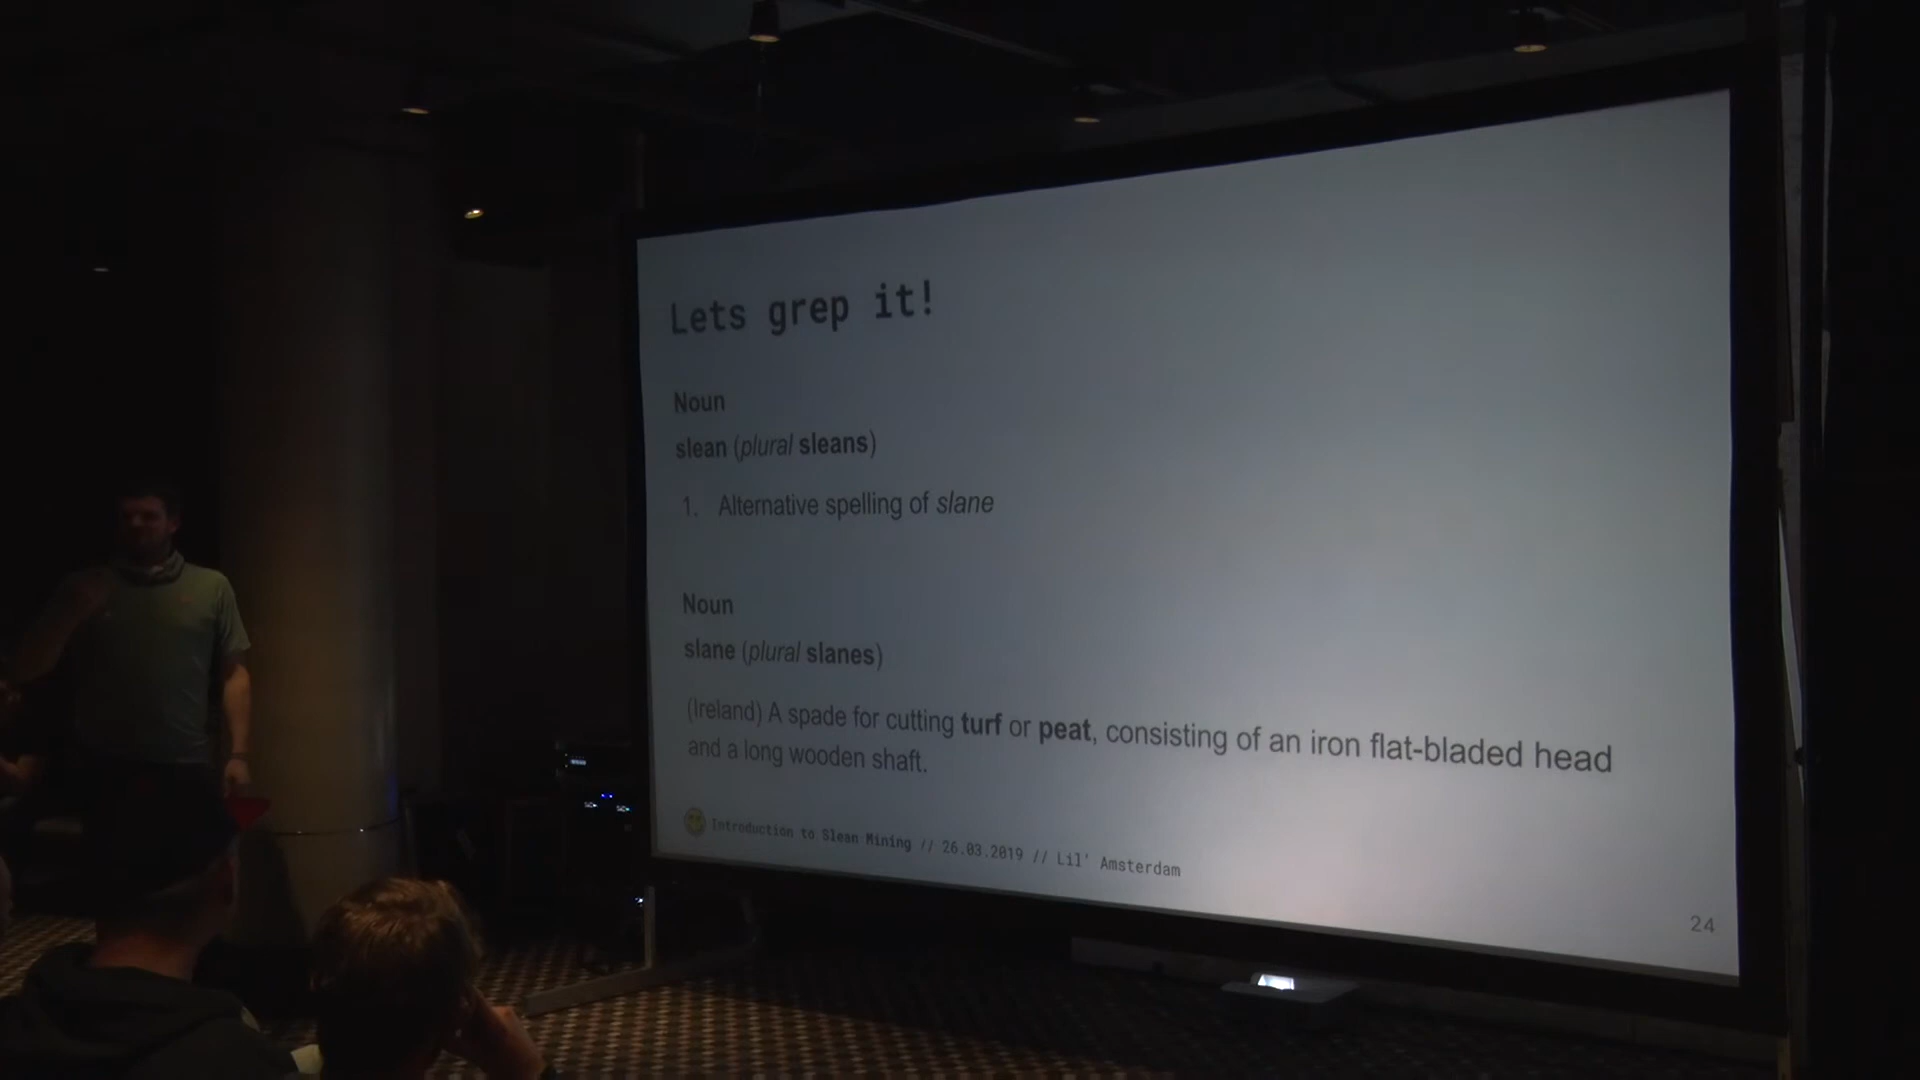 Lets grep it!
Noun
slean (plural sleans)
1. Alternative spelling of slane
Noun
slane (plural slanes)
(Ireland) A spade for cutting turf or peat, consisting of an iron flat-bladed head
and a long wooden shaft.
Introduction to Slean Mining // 26.03.2019 // Lil' Amsterdam
24